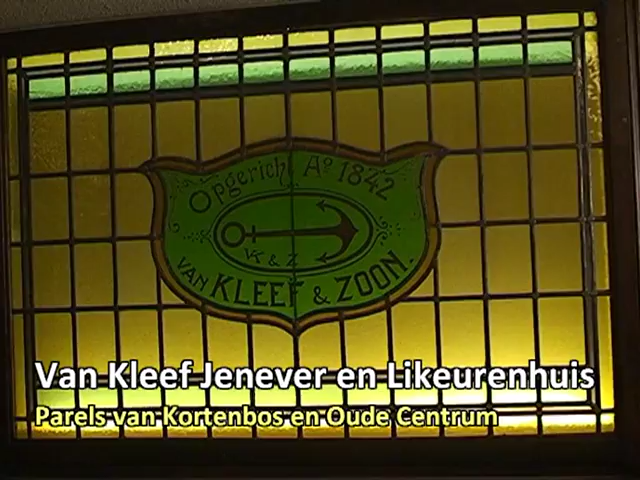 Opgericht Aº 1842
VK & Z
VAN KLEEF & ZOON.
Van Kleef Jenever en Likeurenhuis
Parels van Kortenbos en Oude Centrum